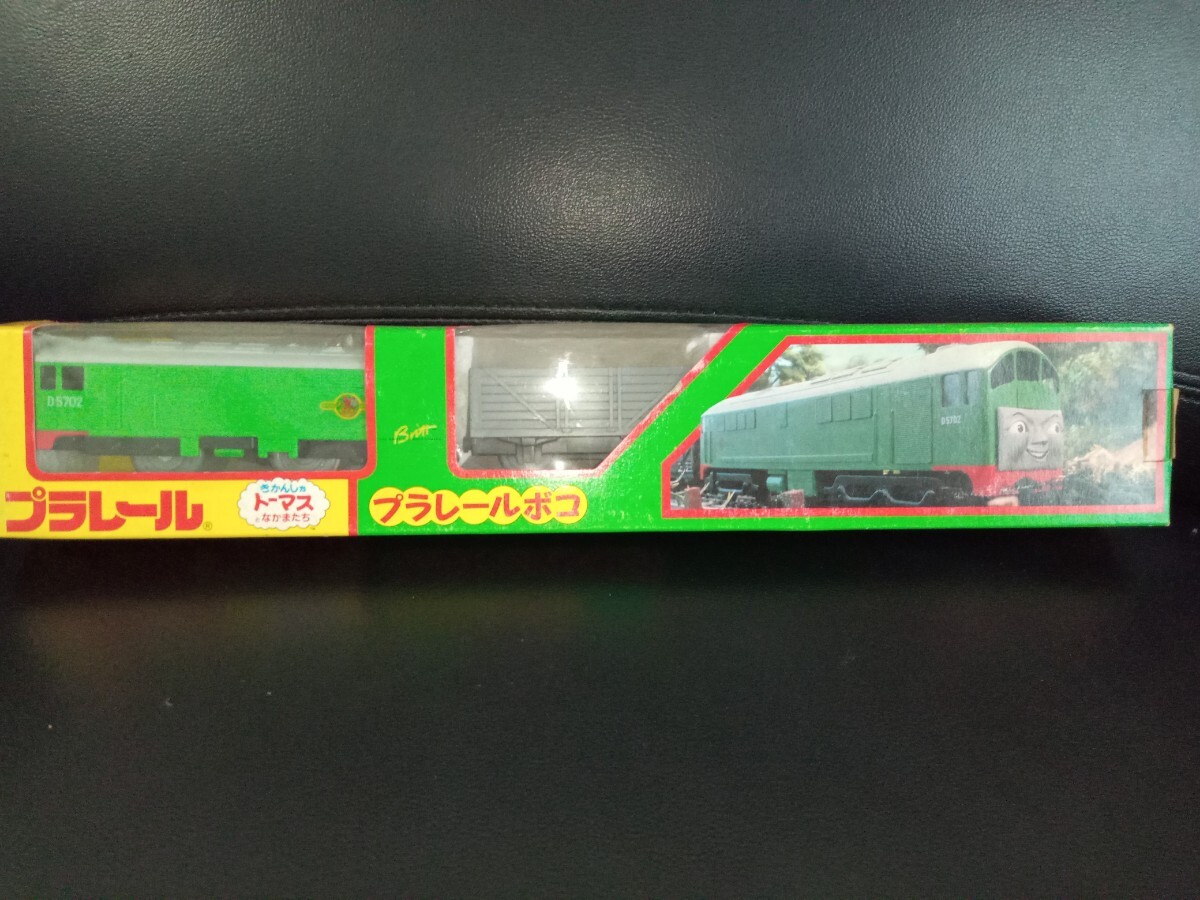 D5702
プラレール®
きかんしゃ
トーマス
となかまたち
Britt
プラレールボコ
D5702